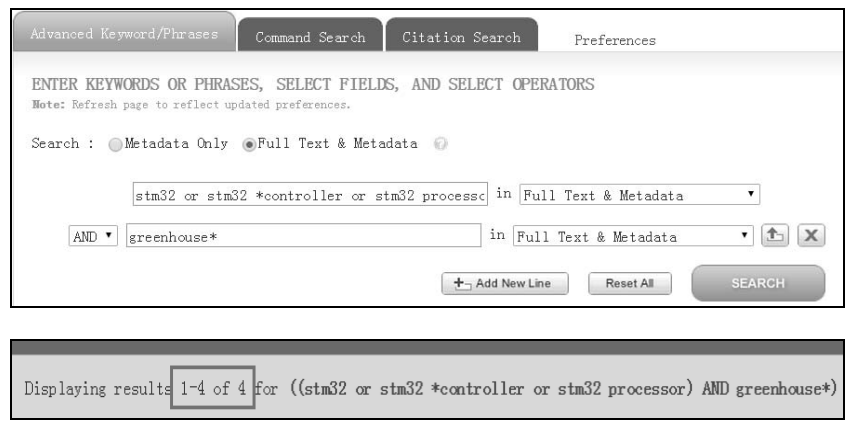 Advanced Keyword/Phrases Command Search Citation Search Preferences
ENTER KEYWORDS OR PHRASES, SELECT FIELDS, AND SELECT OPERATORS
Note: Refresh page to reflect updated preferences.
Search : Metadata Only Full Text & Metadata ?
stm32 or stm32 *controller or stm32 processo in Full Text & Metadata
AND greenhouse* in Full Text & Metadata
Add New Line Reset All SEARCH
Displaying results 1-4 of 4 for ((stm32 or stm32 *controller or stm32 processor) AND greenhouse*)